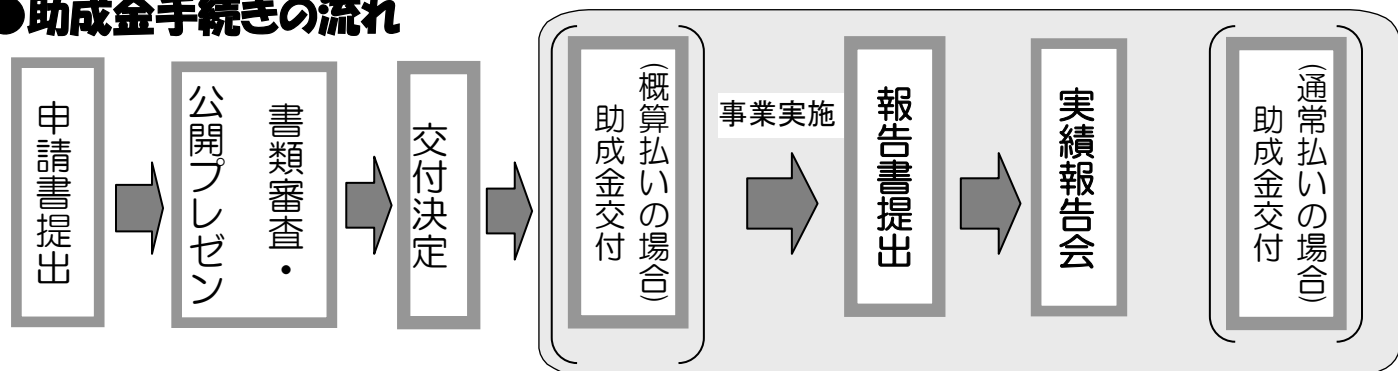 ●助成金手続きの流れ
申請書提出
書類審査・
公開プレゼン
交付決定
(概算払いの場合)
助成金交付
事業実施
報告書提出
実績報告会
(通常払いの場合)
助成金交付